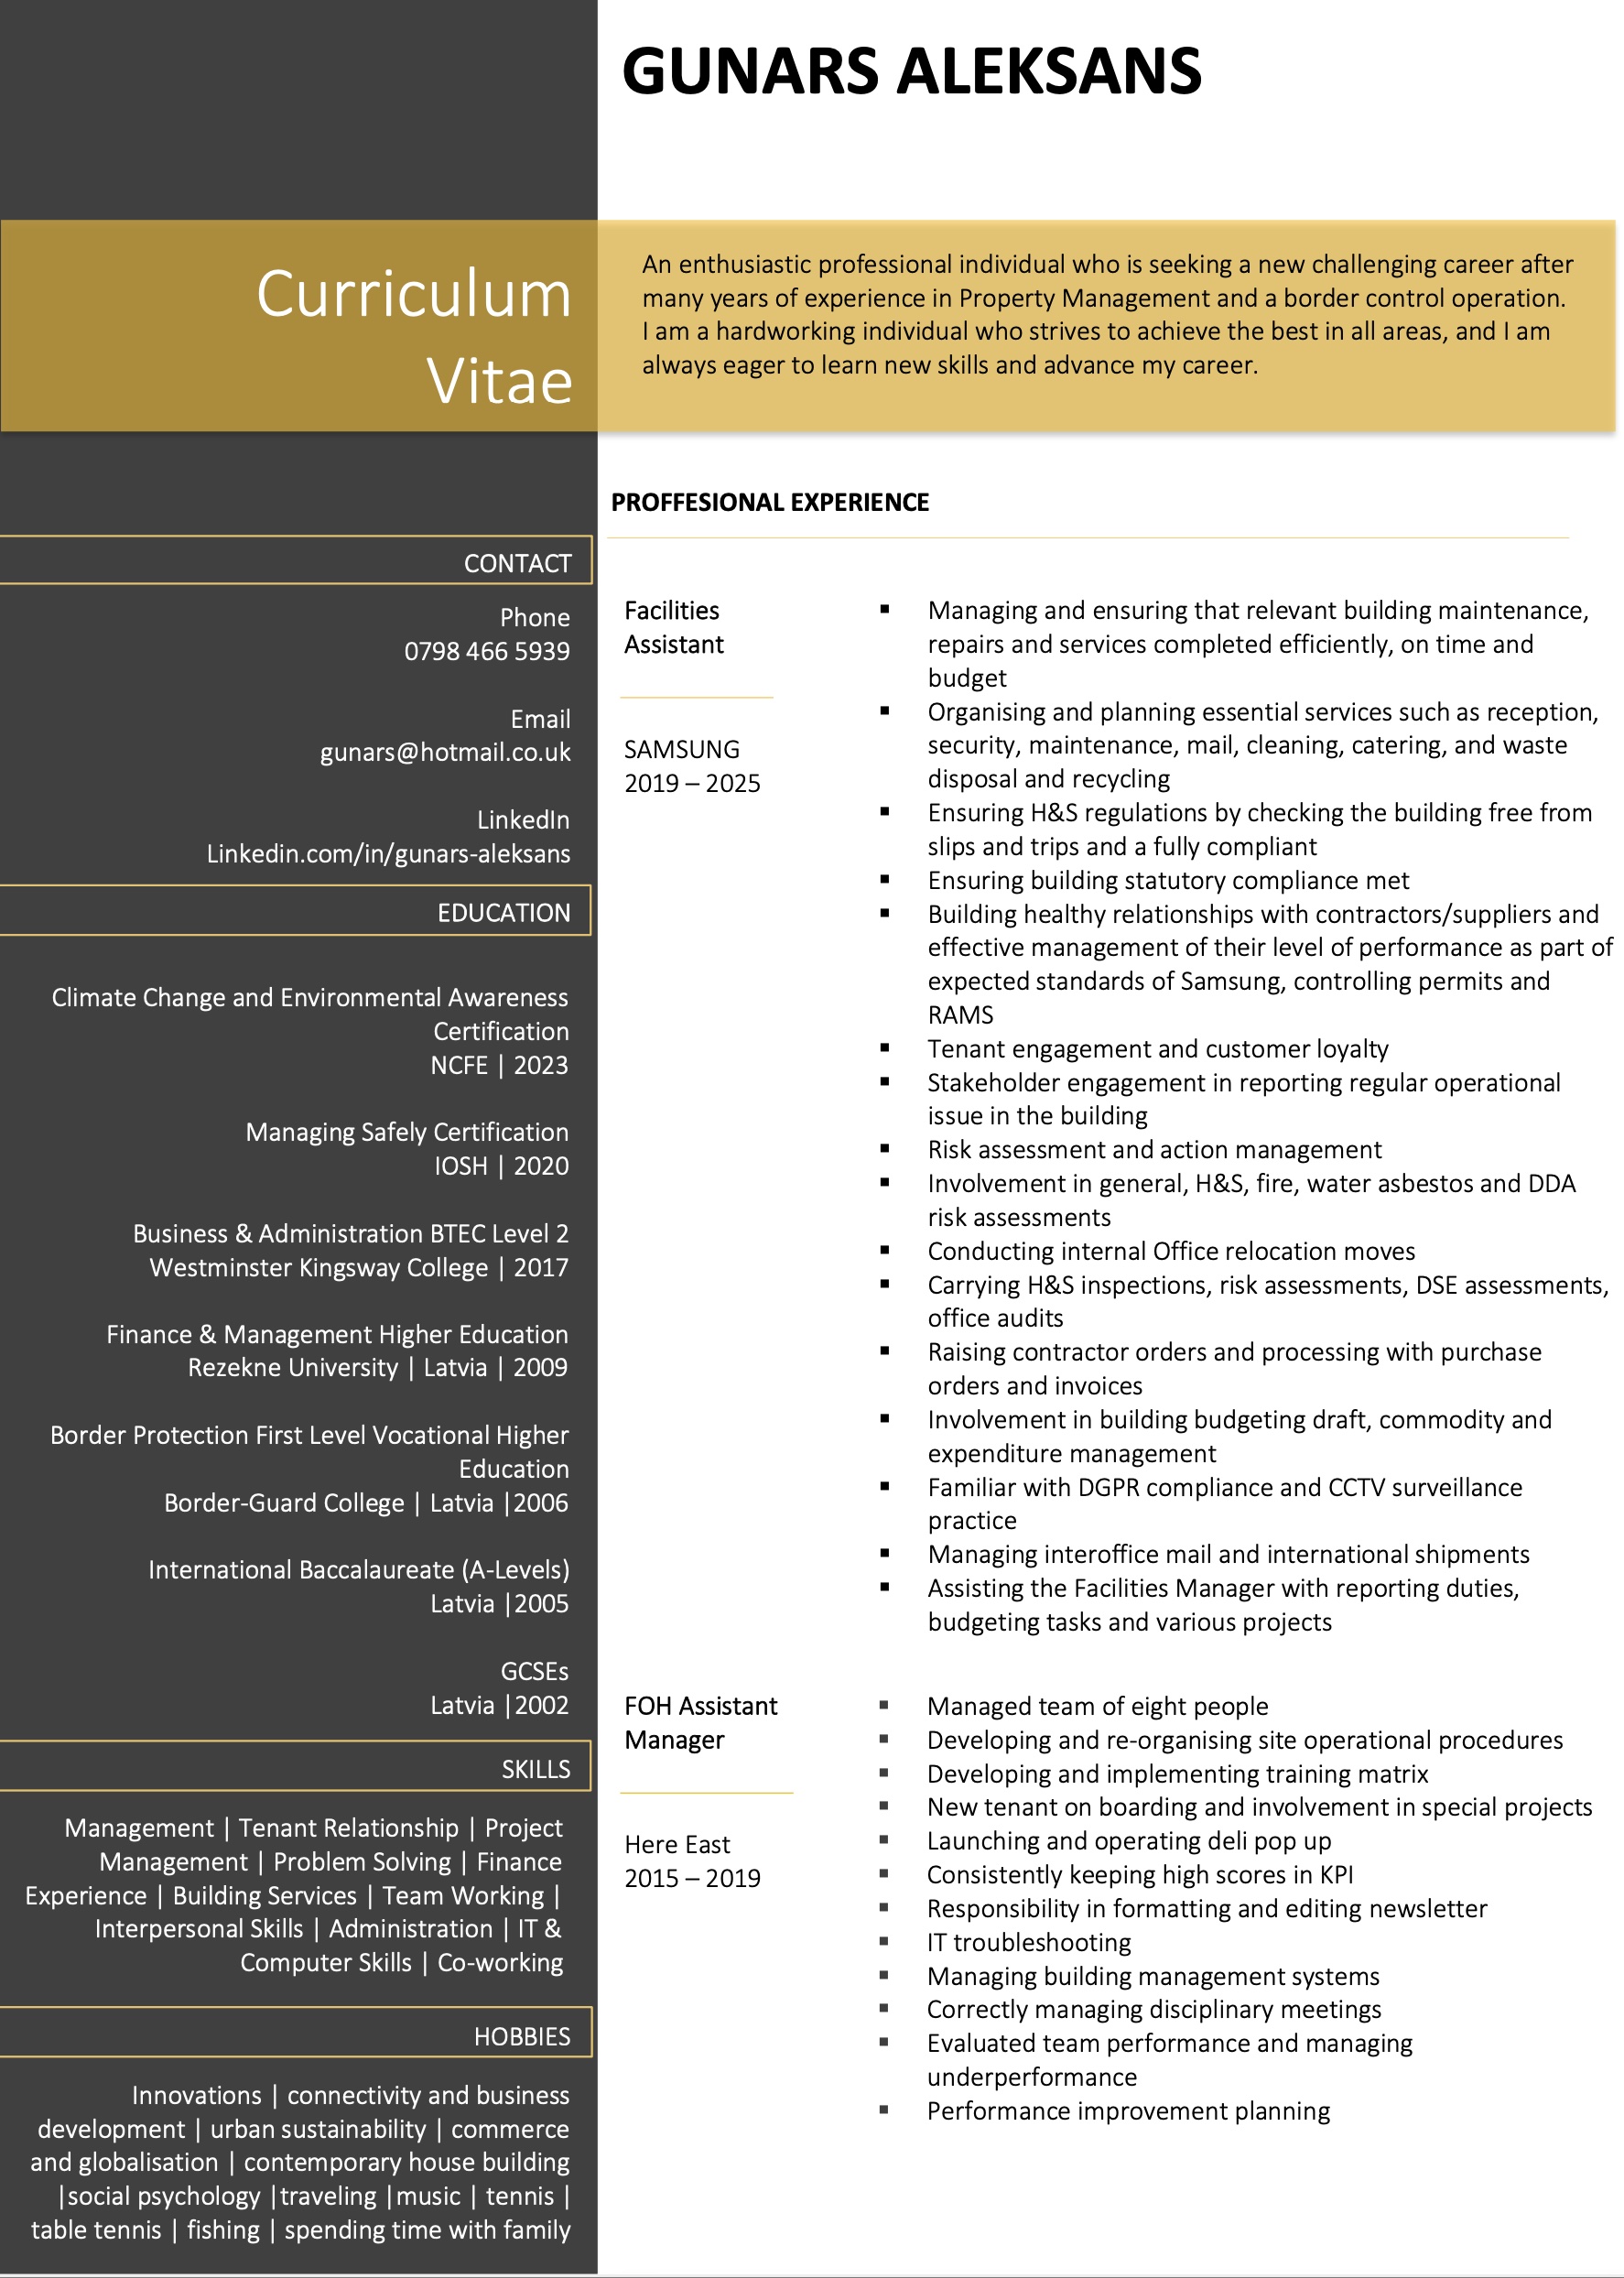 GUNARS ALEKSANS
Curriculum
Vitae
An enthusiastic professional individual who is seeking a new challenging career after
many years of experience in Property Management and a border control operation.
I am a hardworking individual who strives to achieve the best in all areas, and I am
always eager to learn new skills and advance my career.
CONTACT
Phone
0798 466 5939
Email
gunars@hotmail.co.uk
LinkedIn
Linkedin.com/in/gunars-aleksans
EDUCATION
Climate Change and Environmental Awareness
Certification
NCFE | 2023
Managing Safely Certification
IOSH | 2020
Business & Administration BTEC Level 2
Westminster Kingsway College | 2017
Finance & Management Higher Education
Rezekne University | Latvia | 2009
Border Protection First Level Vocational Higher
Education
Border-Guard College | Latvia |2006
International Baccalaureate (A-Levels)
Latvia |2005
GCSEs
Latvia |2002
SKILLS
Management | Tenant Relationship | Project
Management | Problem Solving | Finance
Experience | Building Services | Team Working |
Interpersonal Skills | Administration | IT &
Computer Skills | Co-working
HOBBIES
Innovations | connectivity and business
development | urban sustainability | commerce
and globalisation | contemporary house building
|social psychology |traveling |music | tennis |
table tennis | fishing | spending time with family
PROFFESIONAL EXPERIENCE
Facilities
Assistant
SAMSUNG
2019 – 2025
▪ Managing and ensuring that relevant building maintenance,
repairs and services completed efficiently, on time and
budget
▪ Organising and planning essential services such as reception,
security, maintenance, mail, cleaning, catering, and waste
disposal and recycling
▪ Ensuring H&S regulations by checking the building free from
slips and trips and a fully compliant
▪ Ensuring building statutory compliance met
▪ Building healthy relationships with contractors/suppliers and
effective management of their level of performance as part of
expected standards of Samsung, controlling permits and
RAMS
▪ Tenant engagement and customer loyalty
▪ Stakeholder engagement in reporting regular operational
issue in the building
▪ Risk assessment and action management
▪ Involvement in general, H&S, fire, water asbestos and DDA
risk assessments
▪ Conducting internal Office relocation moves
▪ Carrying H&S inspections, risk assessments, DSE assessments,
office audits
▪ Raising contractor orders and processing with purchase
orders and invoices
▪ Involvement in building budgeting draft, commodity and
expenditure management
▪ Familiar with DGPR compliance and CCTV surveillance
practice
▪ Managing interoffice mail and international shipments
▪ Assisting the Facilities Manager with reporting duties,
budgeting tasks and various projects
FOH Assistant
Manager
Here East
2015 – 2019
▪ Managed team of eight people
▪ Developing and re-organising site operational procedures
▪ Developing and implementing training matrix
▪ New tenant on boarding and involvement in special projects
▪ Launching and operating deli pop up
▪ Consistently keeping high scores in KPI
▪ Responsibility in formatting and editing newsletter
▪ IT troubleshooting
▪ Managing building management systems
▪ Correctly managing disciplinary meetings
▪ Evaluated team performance and managing
underperformance
▪ Performance improvement planning